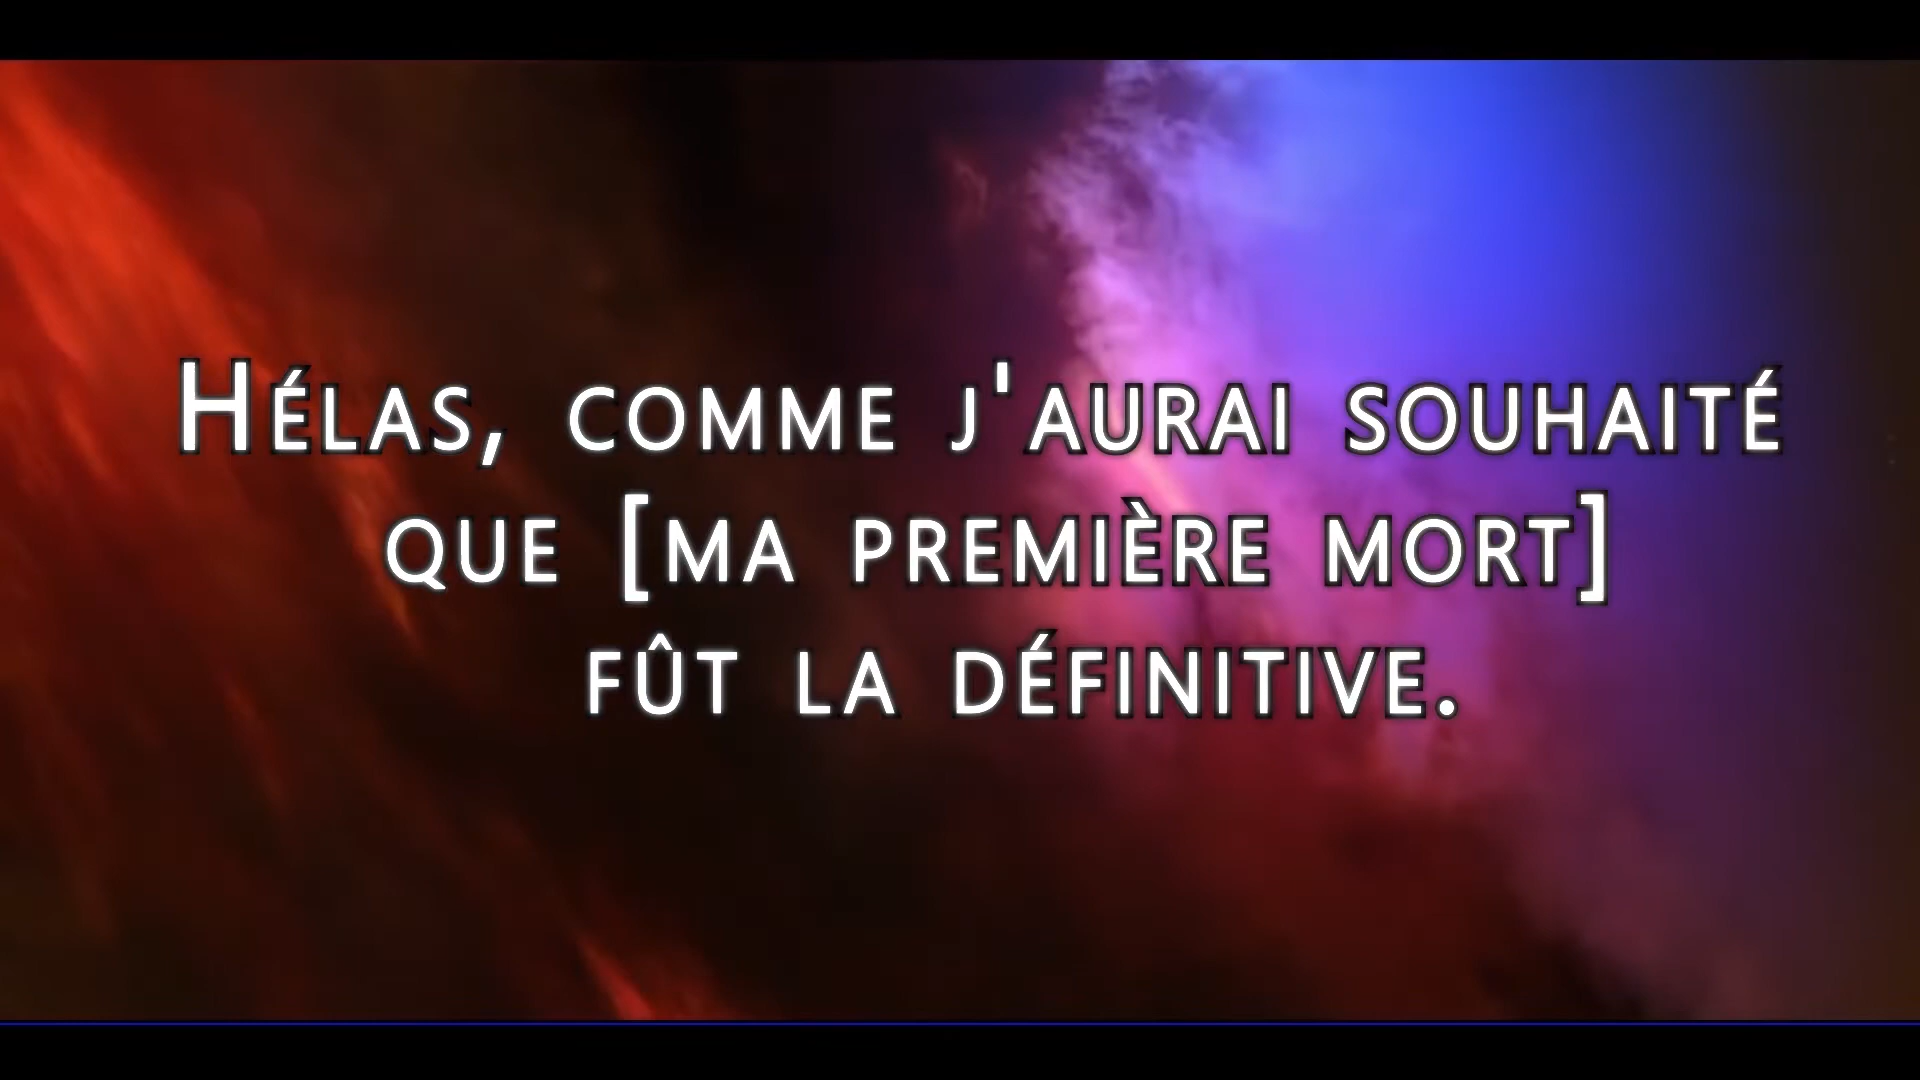 Hélas, comme j'aurai souhaité
que [ma première mort]
fût la définitive.